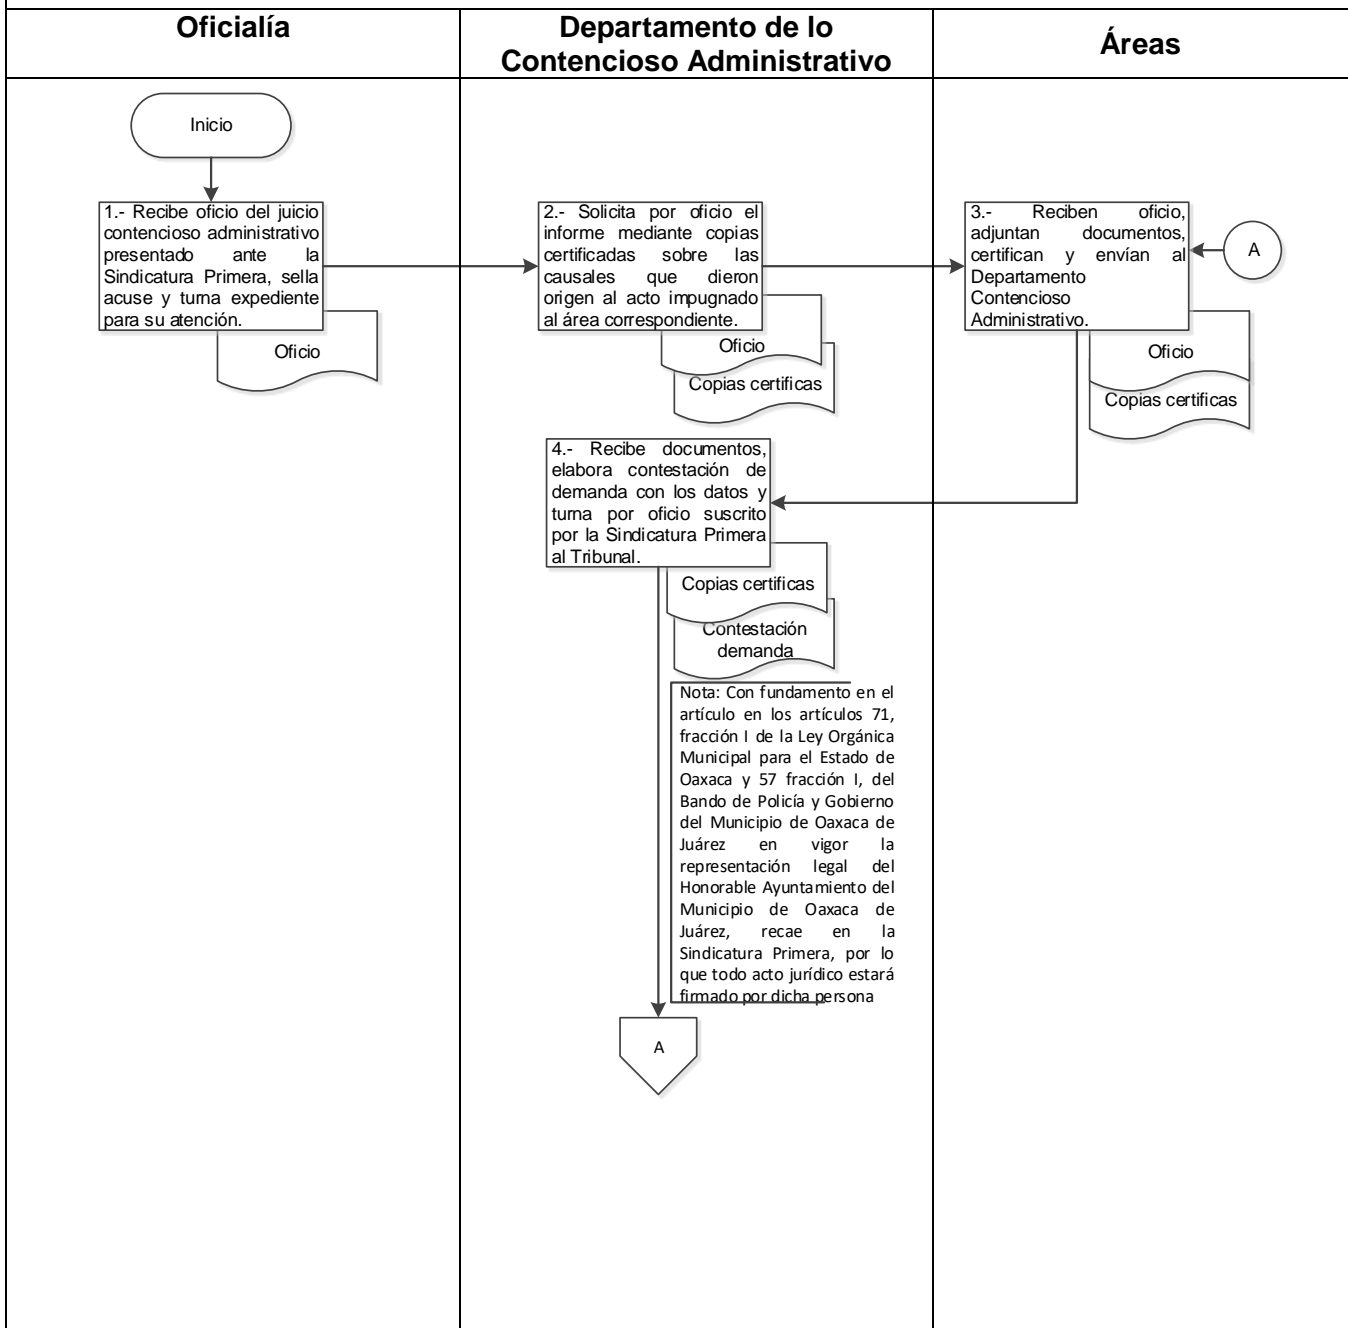 Oficialía
Departamento de lo
Contencioso Administrativo
Áreas
Inicio
1.- Recibe oficio del juicio
contencioso administrativo
presentado ante la
Sindicatura Primera, sella
acuse y turna expediente
para su atención.
Oficio
2.- Solicita por oficio el
informe mediante copias
certificadas sobre las
causales que dieron
origen al acto impugnado
al área correspondiente.
Oficio
Copias certificas
3.- Reciben oficio,
adjuntan documentos,
certifican y envían al
Departamento
Contencioso
Administrativo.
A
Oficio
Copias certificas
4.- Recibe documentos,
elabora contestación de
demanda con los datos y
turna por oficio suscrito
por la Sindicatura Primera
al Tribunal.
Copias certificas
Contestación
demanda
Nota: Con fundamento en el
artículo en los artículos 71,
fracción I de la Ley Orgánica
Municipal para el Estado de
Oaxaca y 57 fracción I, del
Bando de Policía y Gobierno
del Municipio de Oaxaca de
Juárez en vigor la
representación legal del
Honorable Ayuntamiento del
Municipio de Oaxaca de
Juárez, recae en la
Sindicatura Primera, por lo
que todo acto jurídico estará
firmado por dicha persona
A